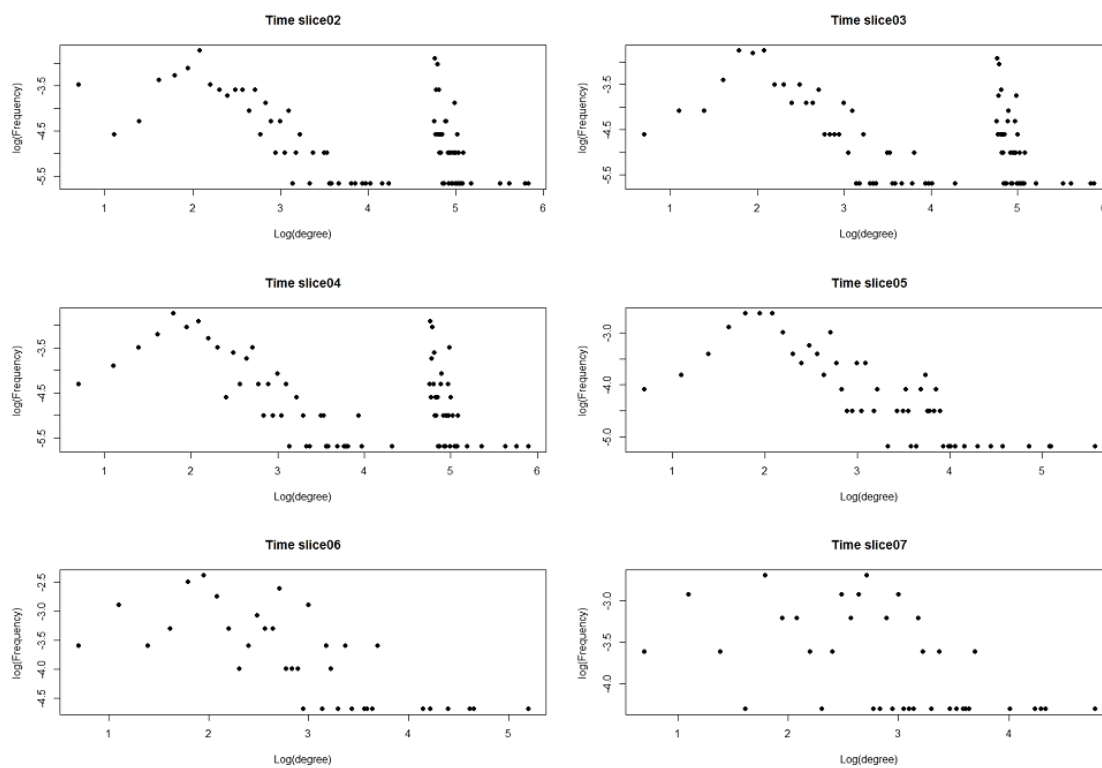 Time slice02
log(Frequency)
-3.5
-4.5
-5.5
1 2 3 4 5 6
Log(degree)
Time slice03
log(Frequency)
-3.5
-4.5
-5.5
1 2 3 4 5 6
Log(degree)
Time slice04
log(Frequency)
-3.5
-4.5
-5.5
1 2 3 4 5 6
Log(degree)
Time slice05
log(Frequency)
-3.0
-4.0
-5.0
1 2 3 4 5
Log(degree)
Time slice06
log(Frequency)
-2.5
-3.0
-3.5
-4.0
-4.5
1 2 3 4 5
Log(degree)
Time slice07
log(Frequency)
-3.0
-3.5
-4.0
1 2 3 4
Log(degree)